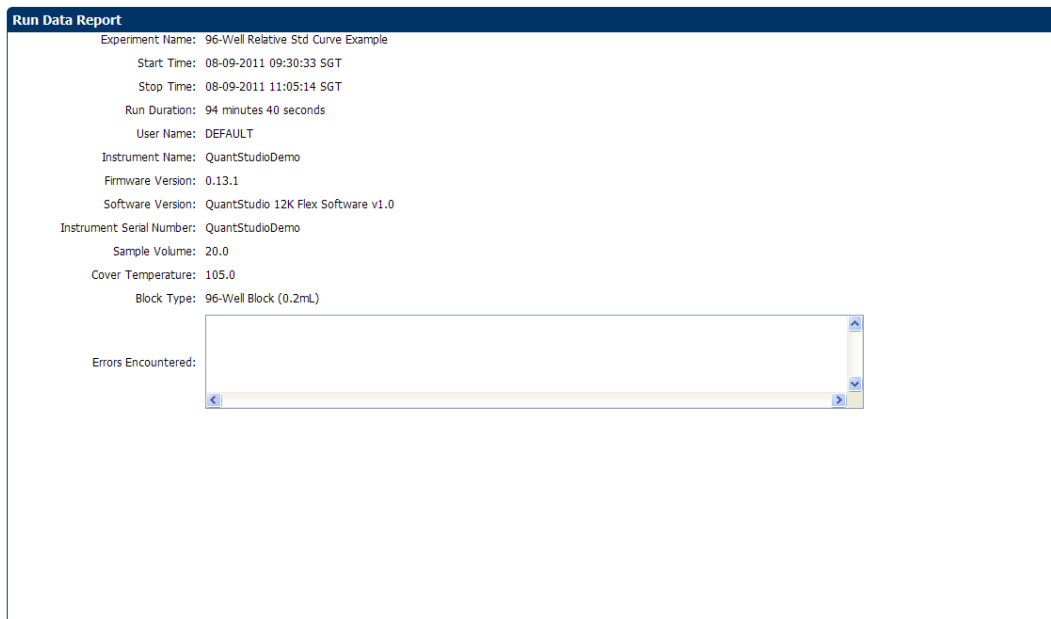 Run Data Report
Experiment Name: 96-Well Relative Std Curve Example
Start Time: 08-09-2011 09:30:33 SGT
Stop Time: 08-09-2011 11:05:14 SGT
Run Duration: 94 minutes 40 seconds
User Name: DEFAULT
Instrument Name: QuantStudioDemo
Firmware Version: 0.13.1
Software Version: QuantStudio 12K Flex Software v1.0
Instrument Serial Number: QuantStudioDemo
Sample Volume: 20.0
Cover Temperature: 105.0
Block Type: 96-Well Block (0.2mL)
Errors Encountered: